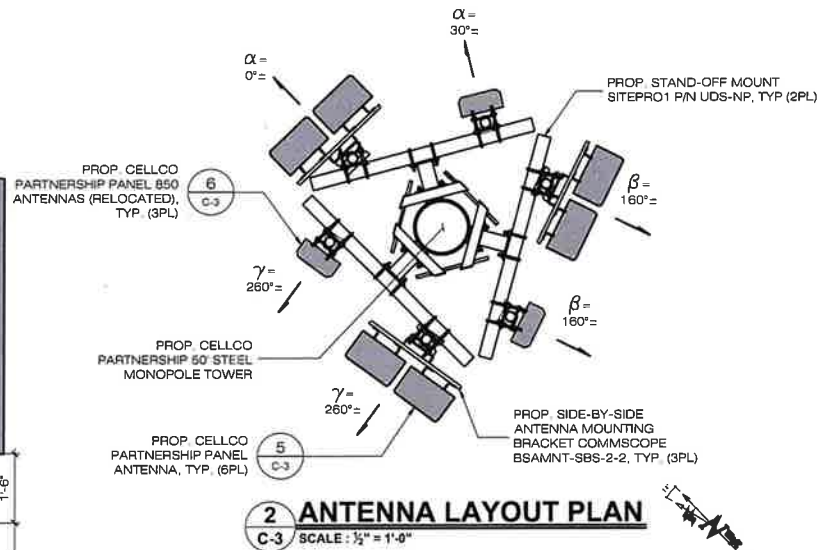 α =
30°±
α =
0°±
PROP. STAND-OFF MOUNT
SITEPRO1 P/N UDS-NP, TYP (2PL)
PROP. CELLCO
PARTNERSHIP PANEL 850
ANTENNAS (RELOCATED),
TYP. (3PL)
6
C-3
β =
160°±
γ =
260°±
β =
160°±
PROP. CELLCO
PARTNERSHIP 60' STEEL
MONOPOLE TOWER
γ =
260°±
PROP. SIDE-BY-SIDE
ANTENNA MOUNTING
BRACKET COMMSCOPE
BSAMNT-SBS-2-2, TYP. (3PL)
PROP. CELLCO
PARTNERSHIP PANEL
ANTENNA, TYP. (6PL)
5
C-3
1'-6"
2
C-3
ANTENNA LAYOUT PLAN
SCALE : ½" = 1'-0"